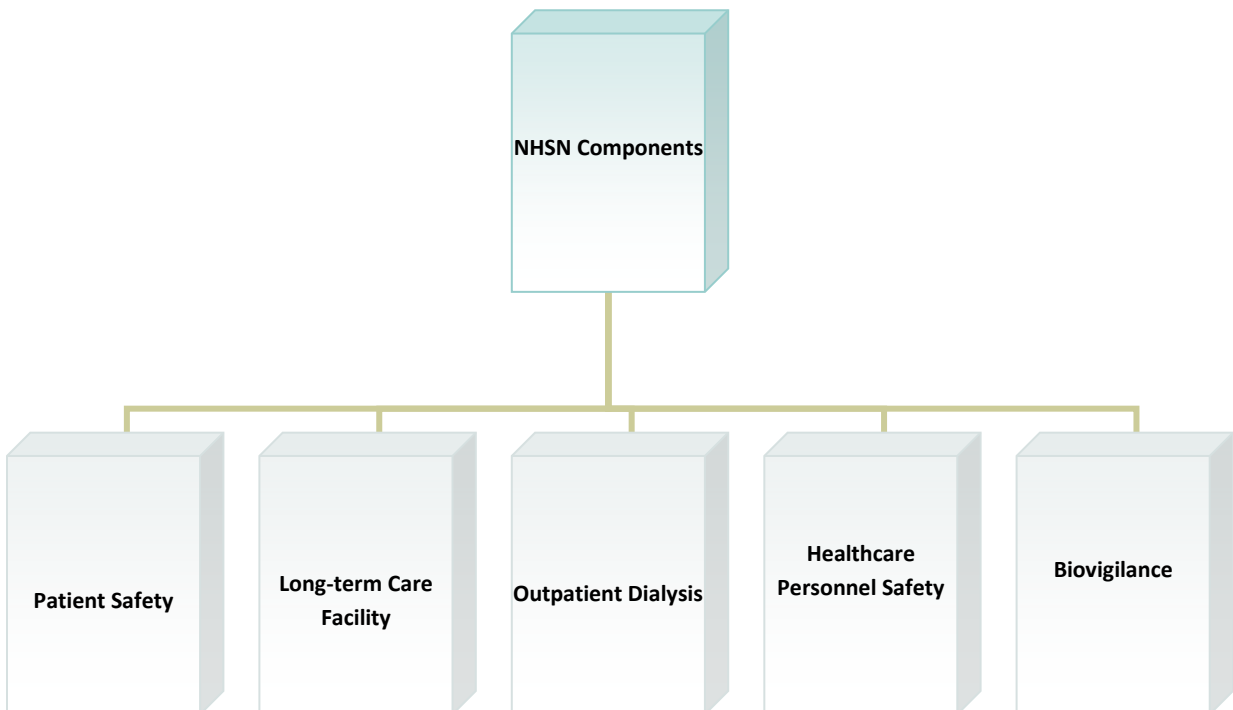 NHSN Components
Patient Safety
Long-term Care
Facility
Outpatient Dialysis
Healthcare
Personnel Safety
Biovigilance